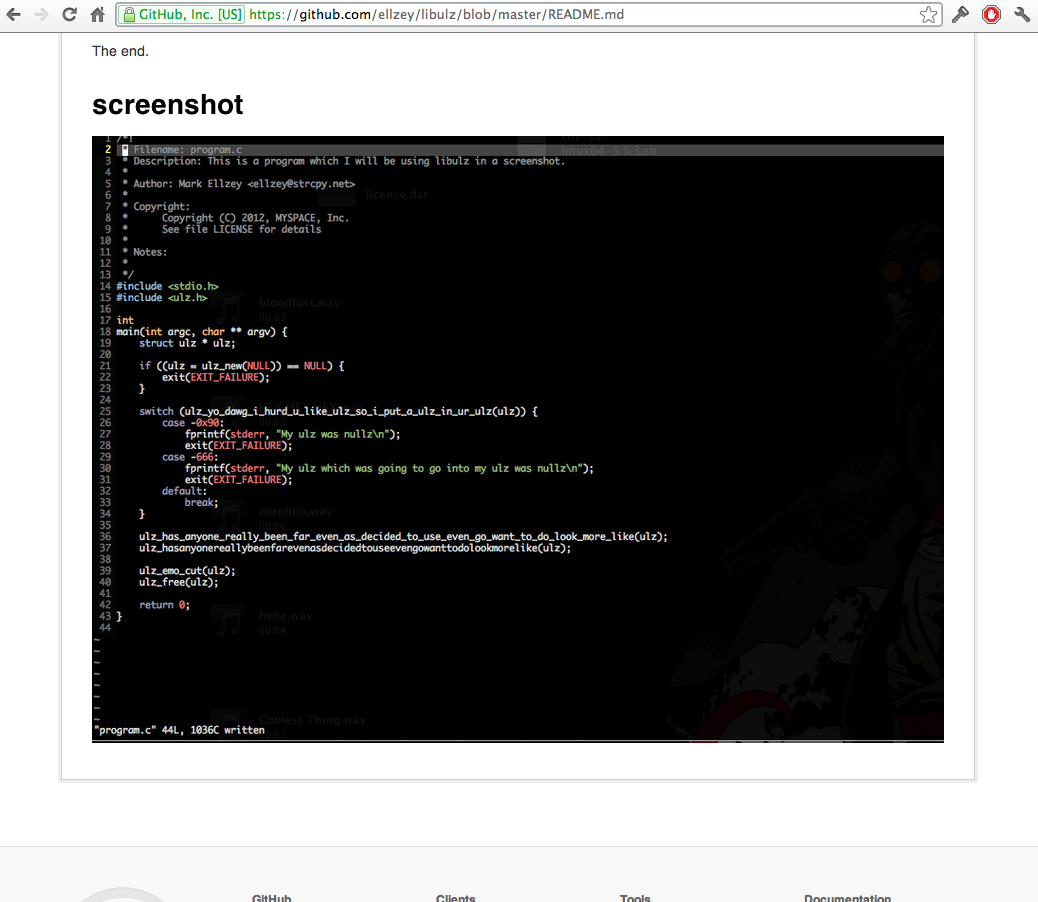 GitHub, Inc. [US] https://github.com/ellzey/libulz/blob/master/README.md
The end.
screenshot
1 /*!
2 * Filename: program.c
linux64-5.5.3.sh
3 * Description: This is a program which I will be using libulz in a screenshot.
4 *
5 * Author: Mark Ellzey <ellzey@strcpy.net>
6 *
license.dat
7 * Copyright:
8 * Copyright (C) 2012, MYSPACE, Inc.
9 * See file LICENSE for details
10 *
11 * Notes:
12 *
13 */
14 #include <stdio.h>
15 #include <ulz.h>
bloodlust.wav
16
00:03
17 int
18 main(int argc, char ** argv) {
19 struct ulz * ulz;
20
21 if ((ulz = ulz_new(NULL)) == NULL) {
22 exit(EXIT_FAILURE);
23 }
24
25 switch (ulz_yo_dawg_i_hurd_u_like_ulz_so_i_put_a_ulz_in_ur_ulz(ulz)) {
26 case -0x90:
27 fprintf(stderr, "My ulz was nullz\n");
28 exit(EXIT_FAILURE);
29 case -666:
30 fprintf(stderr, "My ulz which was going to go into my ulz was nullz\n");
31 exit(EXIT_FAILURE);
32 default:
33 break;
34 }
cornhlio.wav
35
00:06
36 ulz_has_anyone_really_been_far_even_as_decided_to_use_even_go_want_to_do_look_more_like(ulz);
37 ulz_hasanyonereallybeenfarevenasdecidedtouseevengowanttodolookmorelike(ulz);
38
39 ulz_emo_cut(ulz);
40 ulz_free(ulz);
41
42 return 0;
43 }
hehe.wav
44
00:04
~
~
~
~
~
~
~
~
Coolest Thing.wav
"program.c" 44L, 1036C written
:02
GitHub Clients Tools Documentation